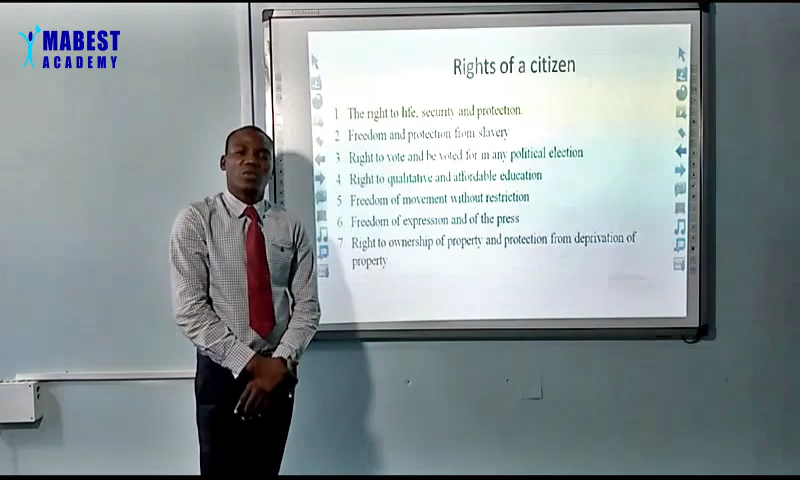 MABEST
ACADEMY
Rights of a citizen
1 The right to life, security and protection.
2 Freedom and protection from slavery
3 Right to vote and be voted for in any political election
4 Right to qualitative and affordable education
5 Freedom of movement without restriction
6 Freedom of expression and of the press
7 Right to ownership of property and protection from deprivation of
property